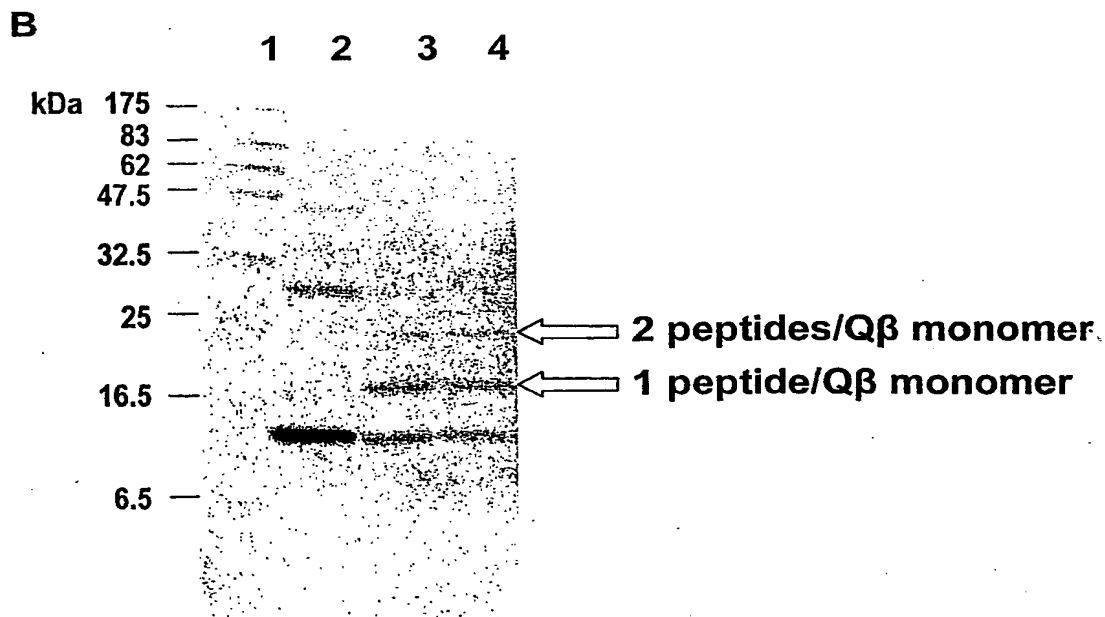 B
1 2 3 4
kDa 175
83
62
47.5
32.5
25
2 peptides/Qβ monomer
1 peptide/Qβ monomer
16.5
6.5